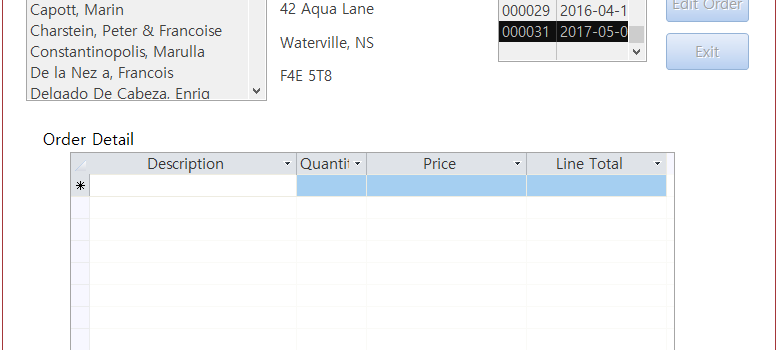 Capott, Marin
Charstein, Peter & Francoise
Constantinopolis, Marulla
De la Nez a, Francois
Delgado De Cabeza, Enriq
42 Aqua Lane
Waterville, NS
F4E 5T8
000029 2016-04-1
000031 2017-05-0
Edit Order
Exit
Order Detail
Description Quantit Price Line Total